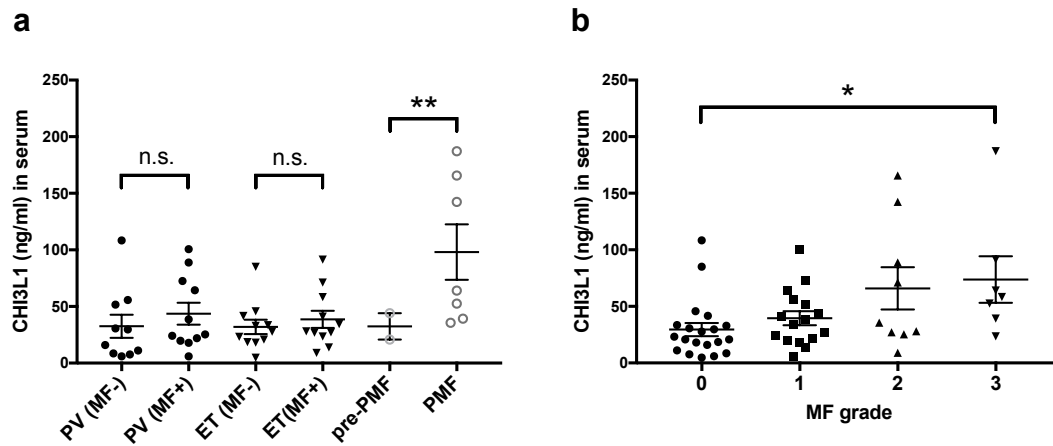 a
CHI3L1 (ng/ml) in serum
250
200
150
100
50
0
n.s.
n.s.
**
PV (MF-)
PV (MF+)
ET (MF-)
ET(MF+)
pre-PMF
PMF
b
CHI3L1 (ng/ml) in serum
250
200
150
100
50
0
*
0 1 2 3
MF grade